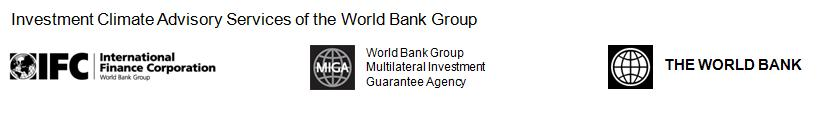 Investment Climate Advisory Services of the World Bank Group
IFC
International
Finance Corporation
World Bank Group
MIGA
World Bank Group
Multilateral Investment
Guarantee Agency
THE WORLD BANK